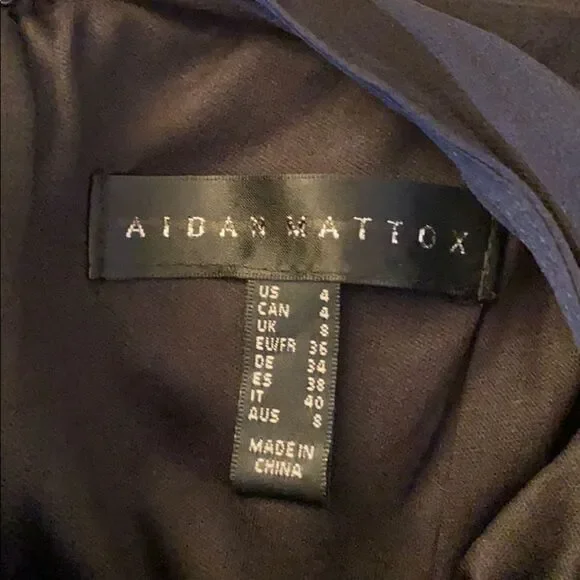 AIDAN MATTOX
US 4
CAN 4
UK 8
EU/FR 36
DE 34
ES 38
IT 40
AUS 8
MADE IN
CHINA